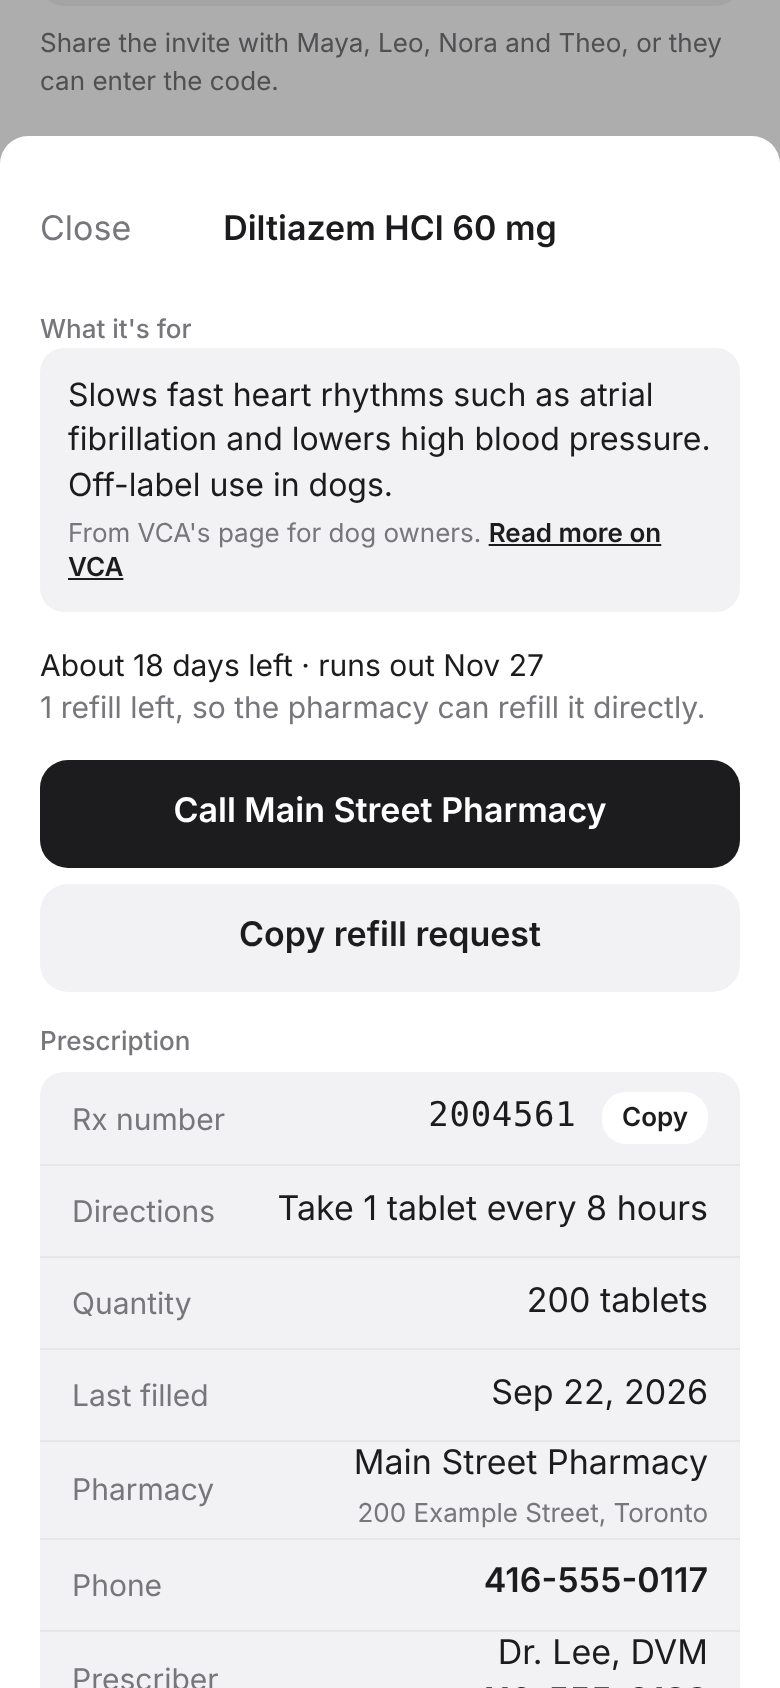 Share the invite with Maya, Leo, Nora and Theo, or they
can enter the code.
Close
Diltiazem HCl 60 mg
What it's for
Slows fast heart rhythms such as atrial
fibrillation and lowers high blood pressure.
Off-label use in dogs.
From VCA's page for dog owners. Read more on
VCA
About 18 days left · runs out Nov 27
1 refill left, so the pharmacy can refill it directly.
Call Main Street Pharmacy
Copy refill request
Prescription
Rx number 2004561 Copy
Directions Take 1 tablet every 8 hours
Quantity 200 tablets
Last filled Sep 22, 2026
Pharmacy Main Street Pharmacy
200 Example Street, Toronto
Phone 416-555-0117
Prescriber Dr. Lee, DVM